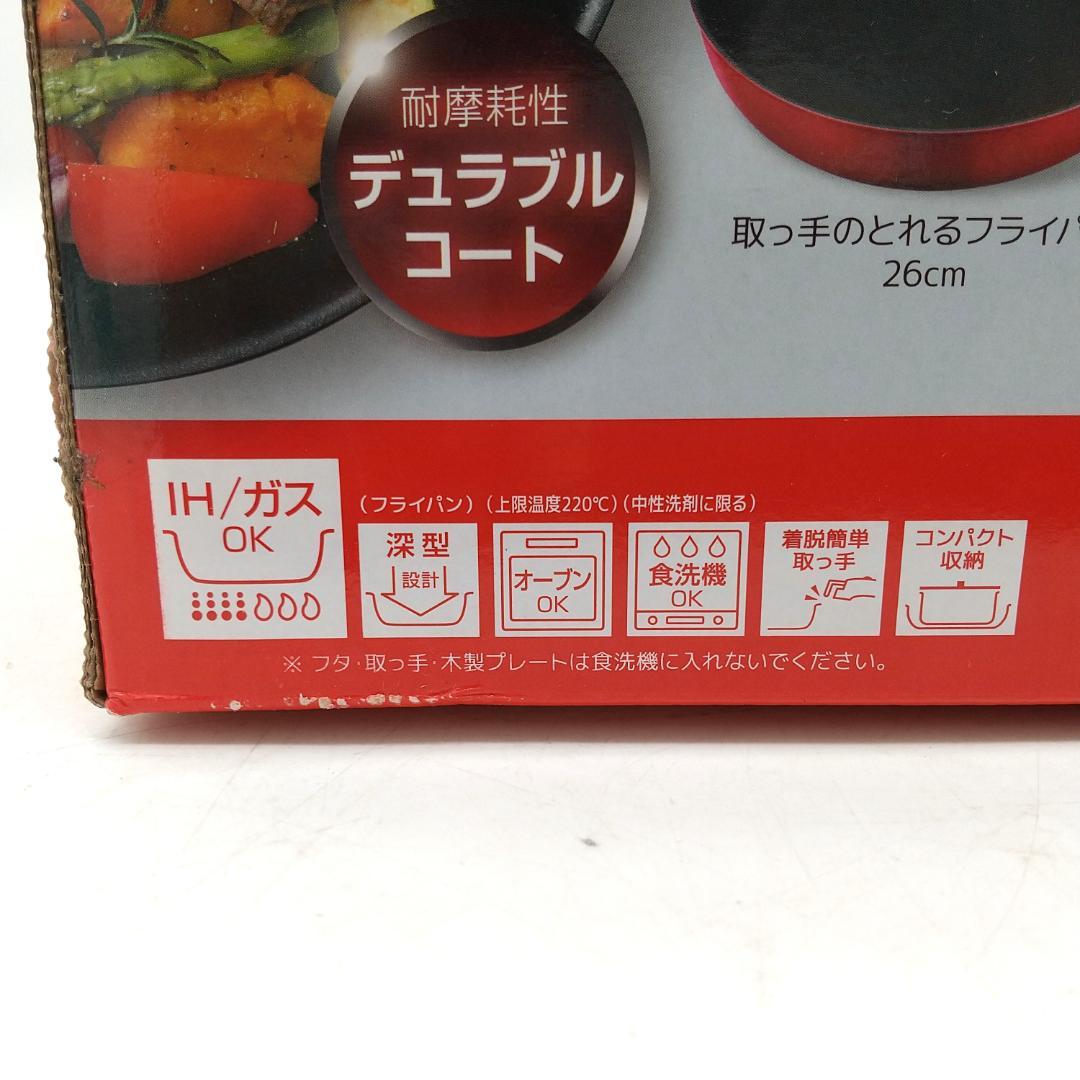 耐摩耗性
デュラブル
コート
取っ手のとれるフライパ
26cm
IH/ガス
OK
(フライパン) (上限温度220℃) (中性洗剤に限る)
深型
設計
オーブン
OK
食洗機
OK
着脱簡単
取っ手
コンパクト
収納
※ フタ・取っ手・木製プレートは食洗機に入れないでください。